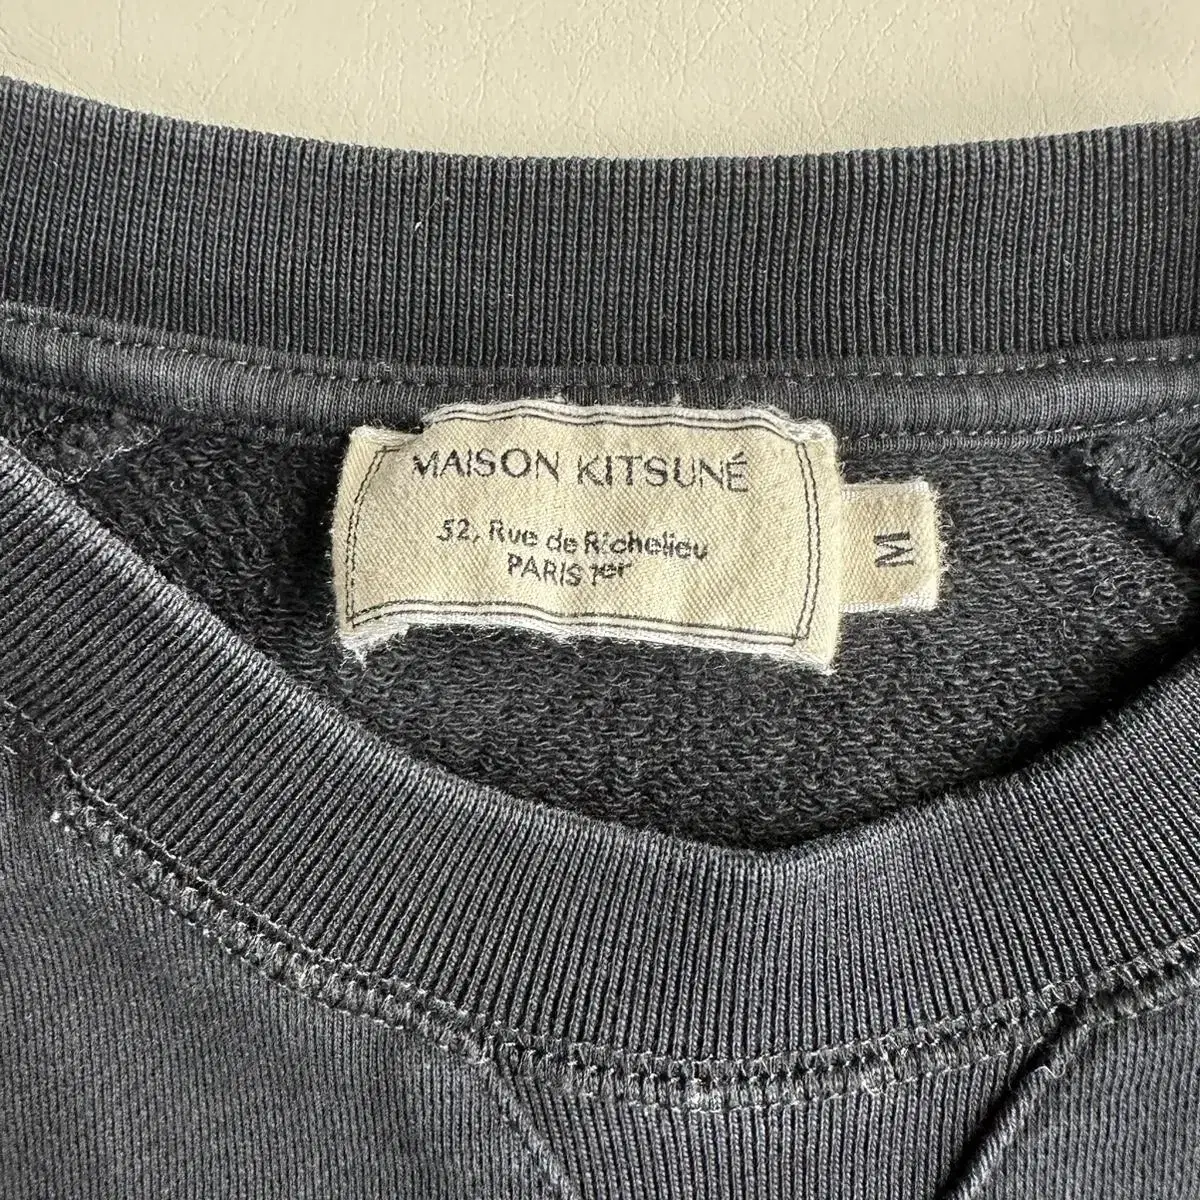 MAISON KITSUNÉ
52, Rue de Richelieu
PARIS 1er
M